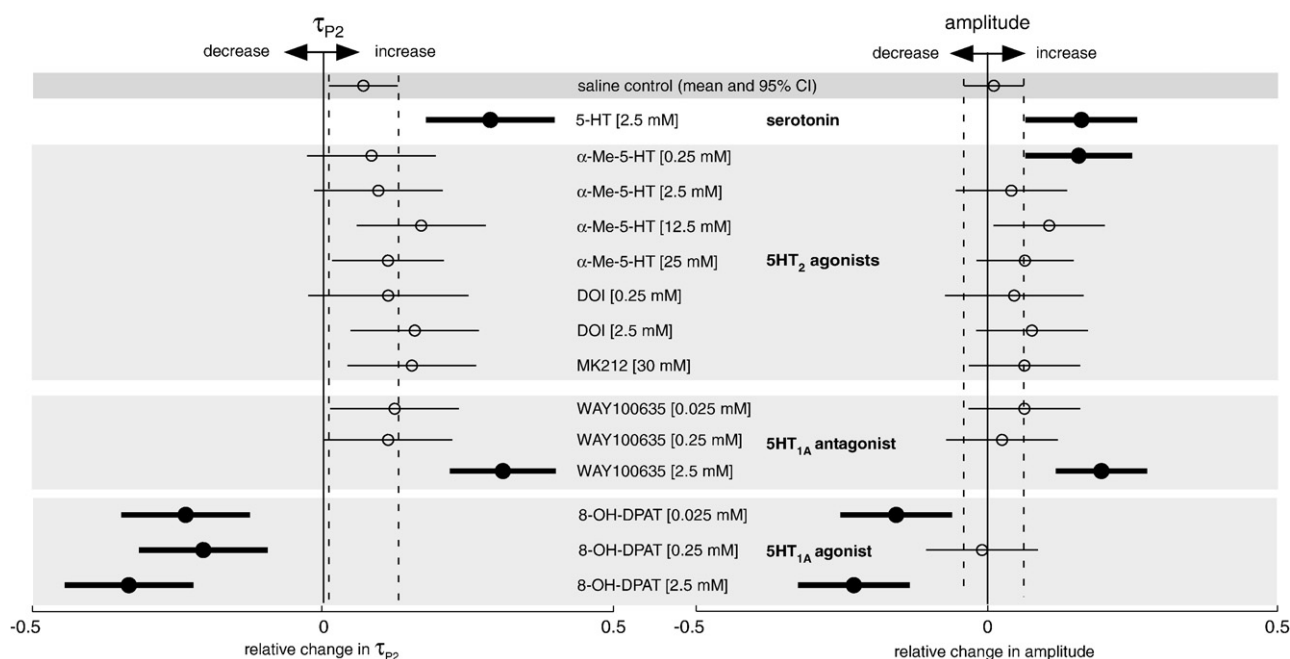 τP2 amplitude
decrease increase decrease increase
saline control (mean and 95% CI)
5-HT [2.5 mM] serotonin
α-Me-5-HT [0.25 mM]
α-Me-5-HT [2.5 mM]
α-Me-5-HT [12.5 mM]
α-Me-5-HT [25 mM] 5HT2 agonists
DOI [0.25 mM]
DOI [2.5 mM]
MK212 [30 mM]
WAY100635 [0.025 mM]
WAY100635 [0.25 mM] 5HT1A antagonist
WAY100635 [2.5 mM]
8-OH-DPAT [0.025 mM]
8-OH-DPAT [0.25 mM] 5HT1A agonist
8-OH-DPAT [2.5 mM]
-0.5 0 0.5 -0.5 0 0.5
relative change in τP2 relative change in amplitude